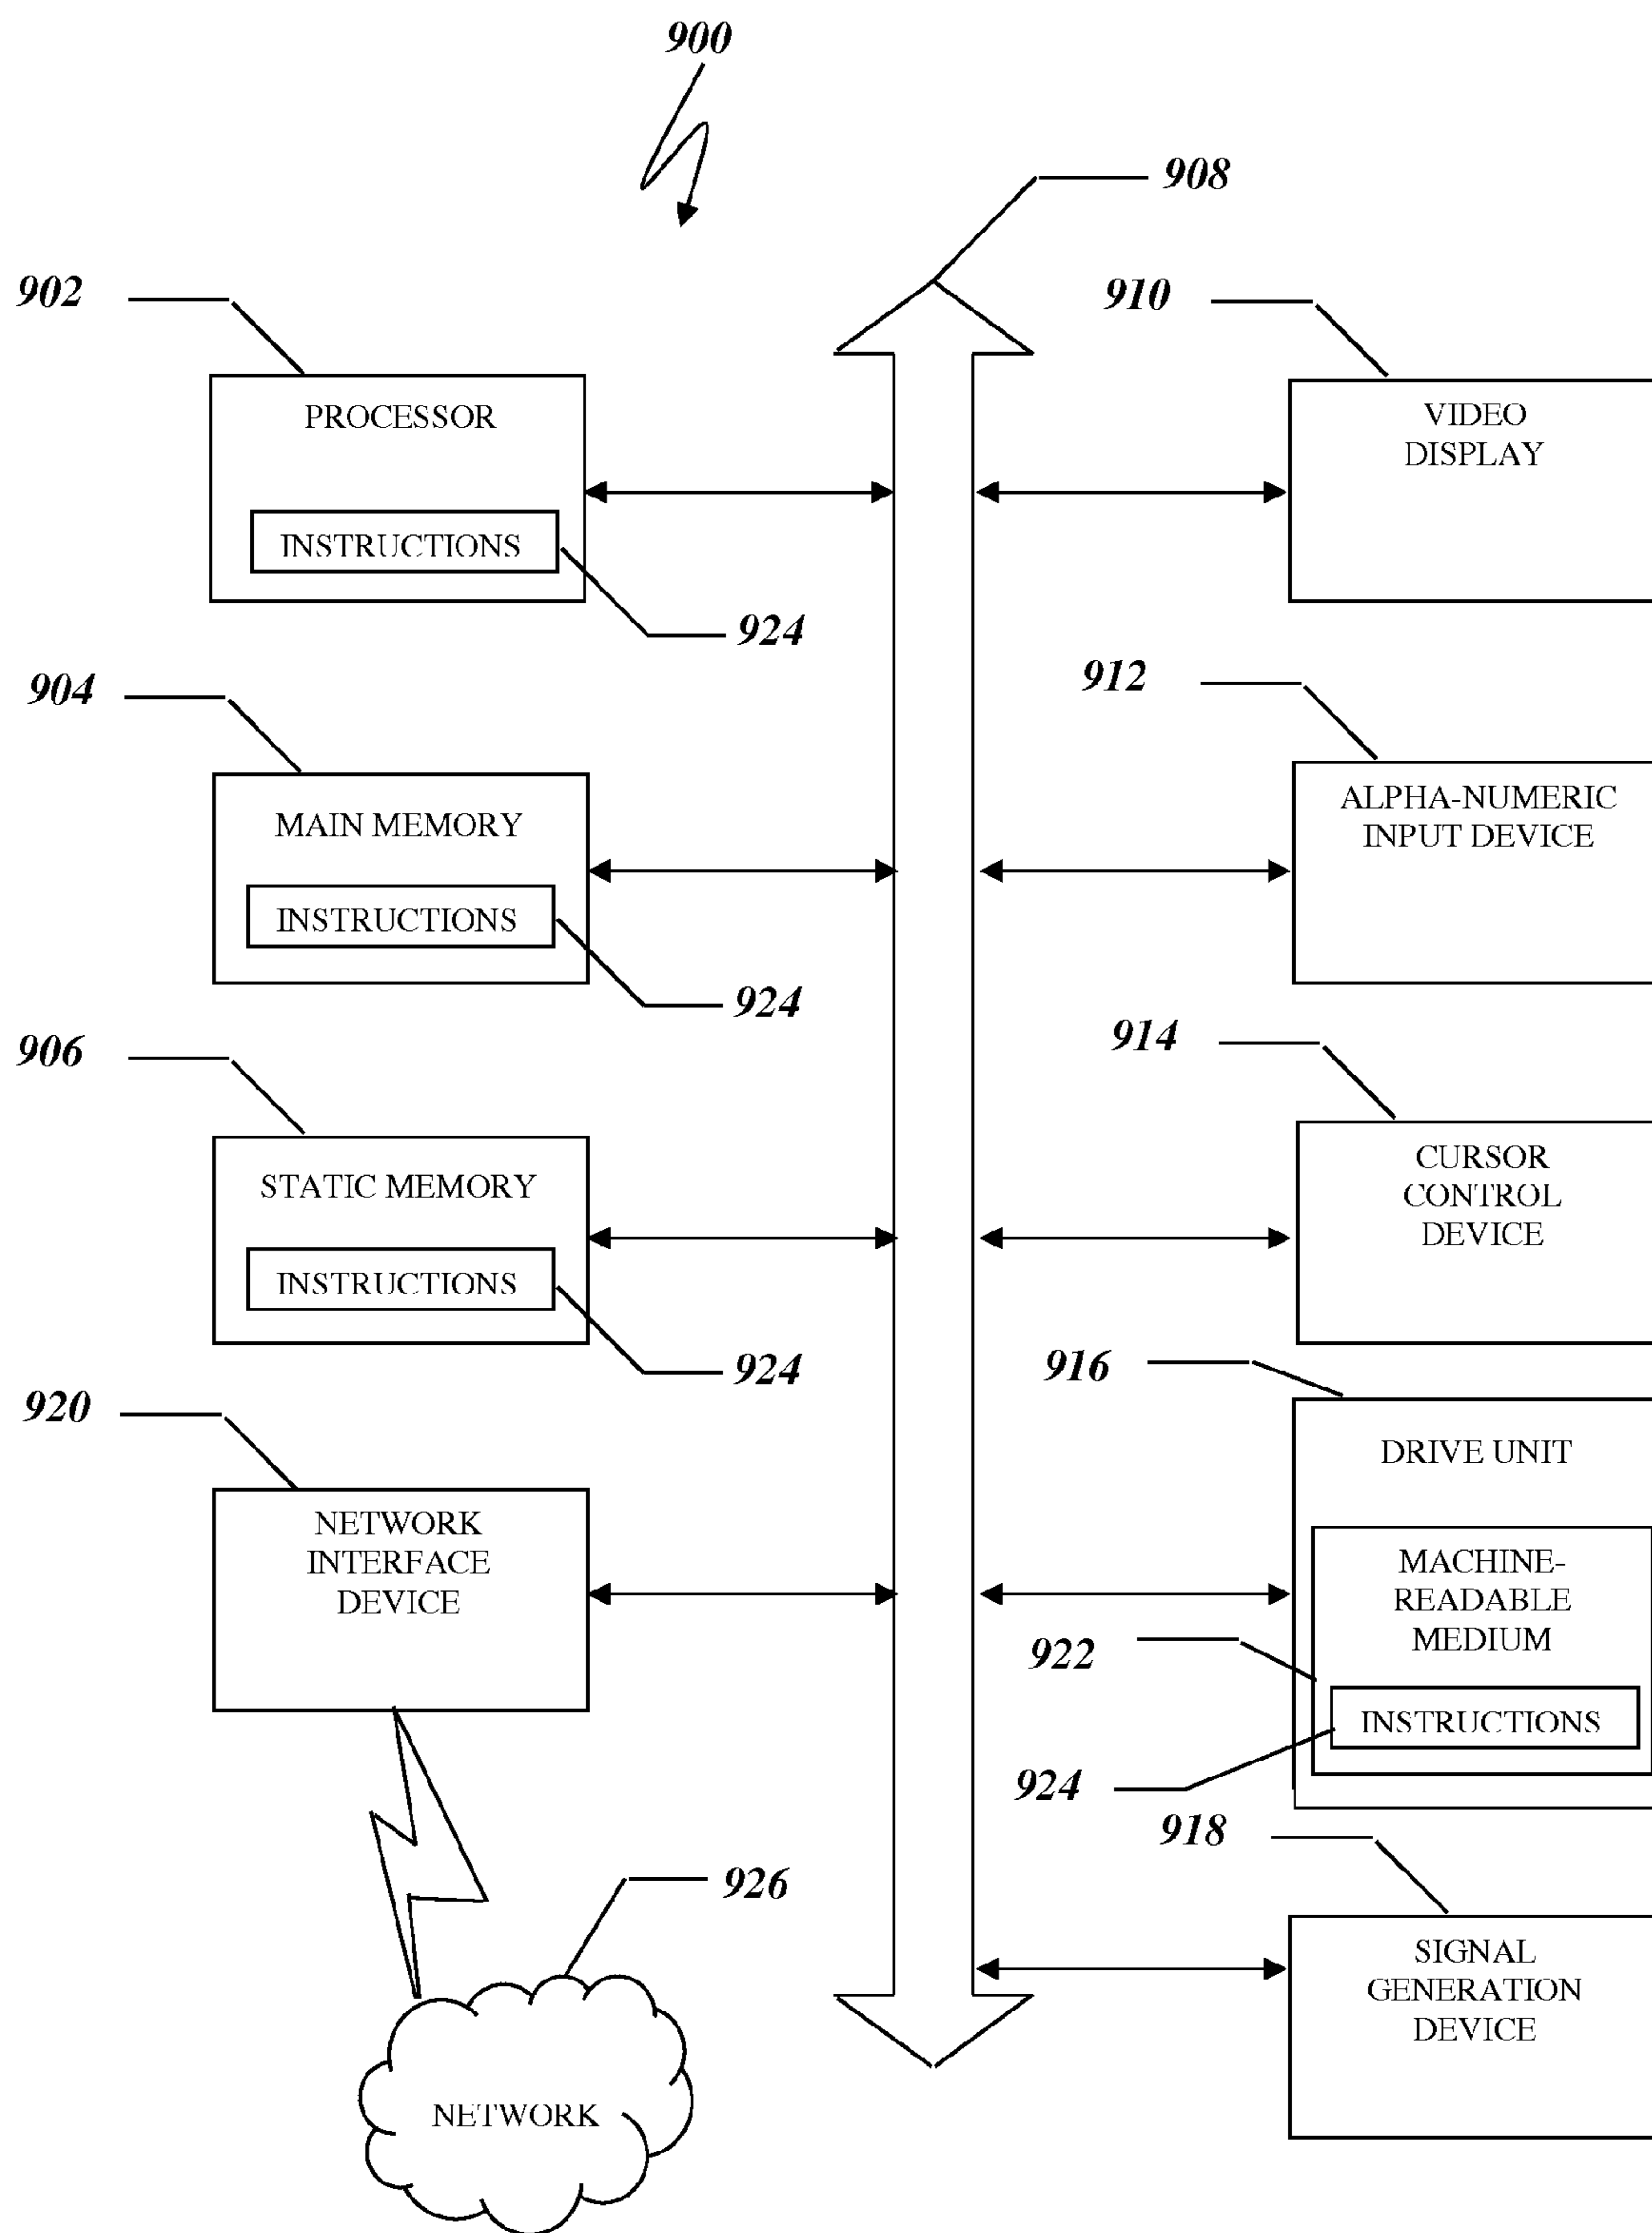 900
908
902
910
PROCESSOR
INSTRUCTIONS
924
VIDEO
DISPLAY
904
912
MAIN MEMORY
INSTRUCTIONS
924
ALPHA-NUMERIC
INPUT DEVICE
906
914
STATIC MEMORY
INSTRUCTIONS
924
CURSOR
CONTROL
DEVICE
920
916
NETWORK
INTERFACE
DEVICE
DRIVE UNIT
MACHINE-
READABLE
MEDIUM
922
INSTRUCTIONS
924
918
926
SIGNAL
GENERATION
DEVICE
NETWORK